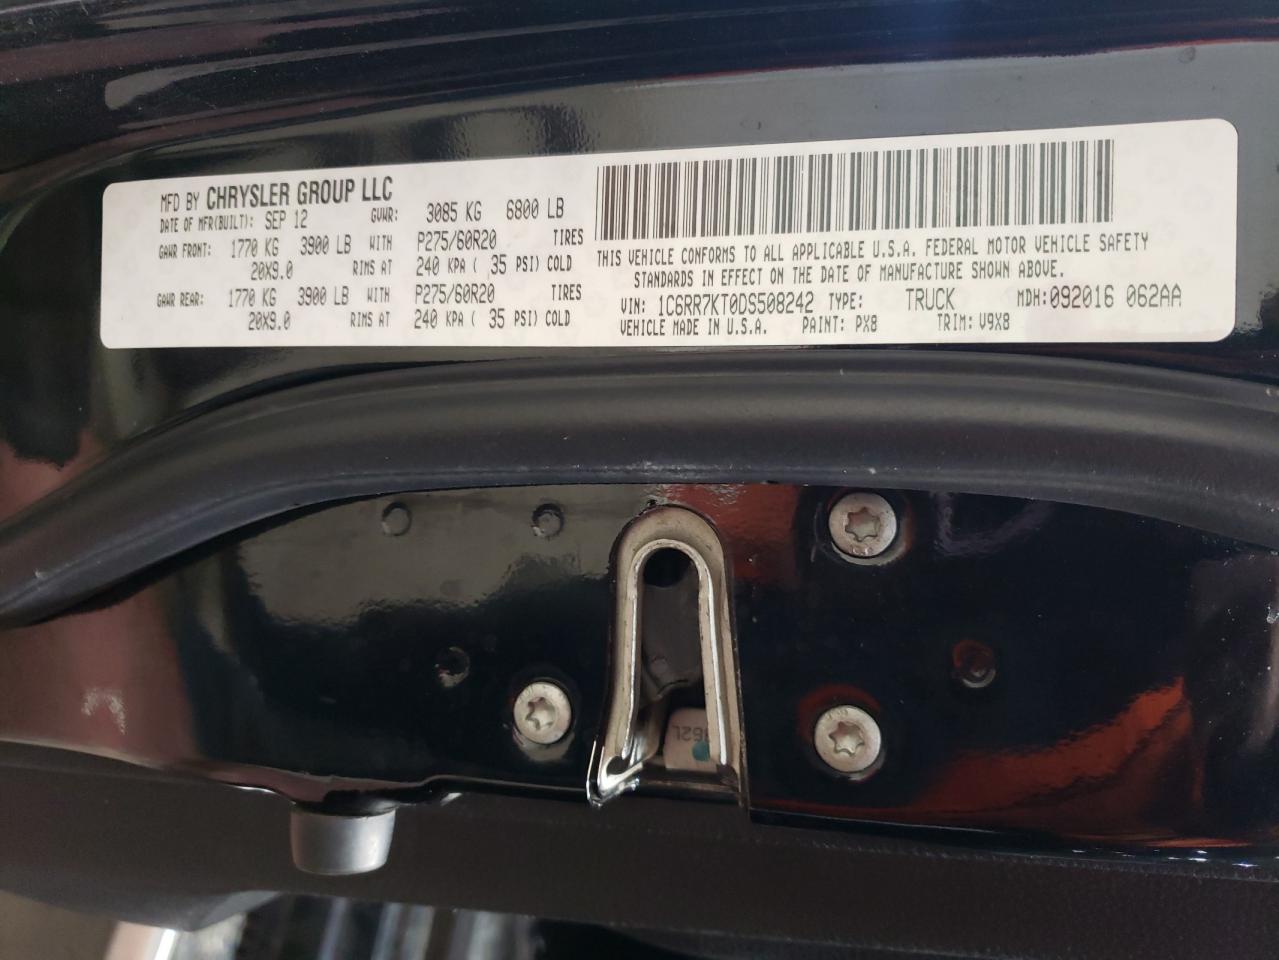 MFD BY CHRYSLER GROUP LLC
DATE OF MFR(BUILT): SEP 12 GVWR: 3085 KG 6800 LB
GAWR FRONT: 1770 KG 3900 LB WITH P275/60R20 TIRES
20X9.0 RIMS AT 240 KPA ( 35 PSI) COLD
GAWR REAR: 1770 KG 3900 LB WITH P275/60R20 TIRES
20X9.0 RIMS AT 240 KPA ( 35 PSI) COLD
THIS VEHICLE CONFORMS TO ALL APPLICABLE U.S.A. FEDERAL MOTOR VEHICLE SAFETY
STANDARDS IN EFFECT ON THE DATE OF MANUFACTURE SHOWN ABOVE.
VIN: 1C6RR7KT0DS508242 TYPE: TRUCK MDH:092016 062AA
VEHICLE MADE IN U.S.A. PAINT: PX8 TRIM: V9X8